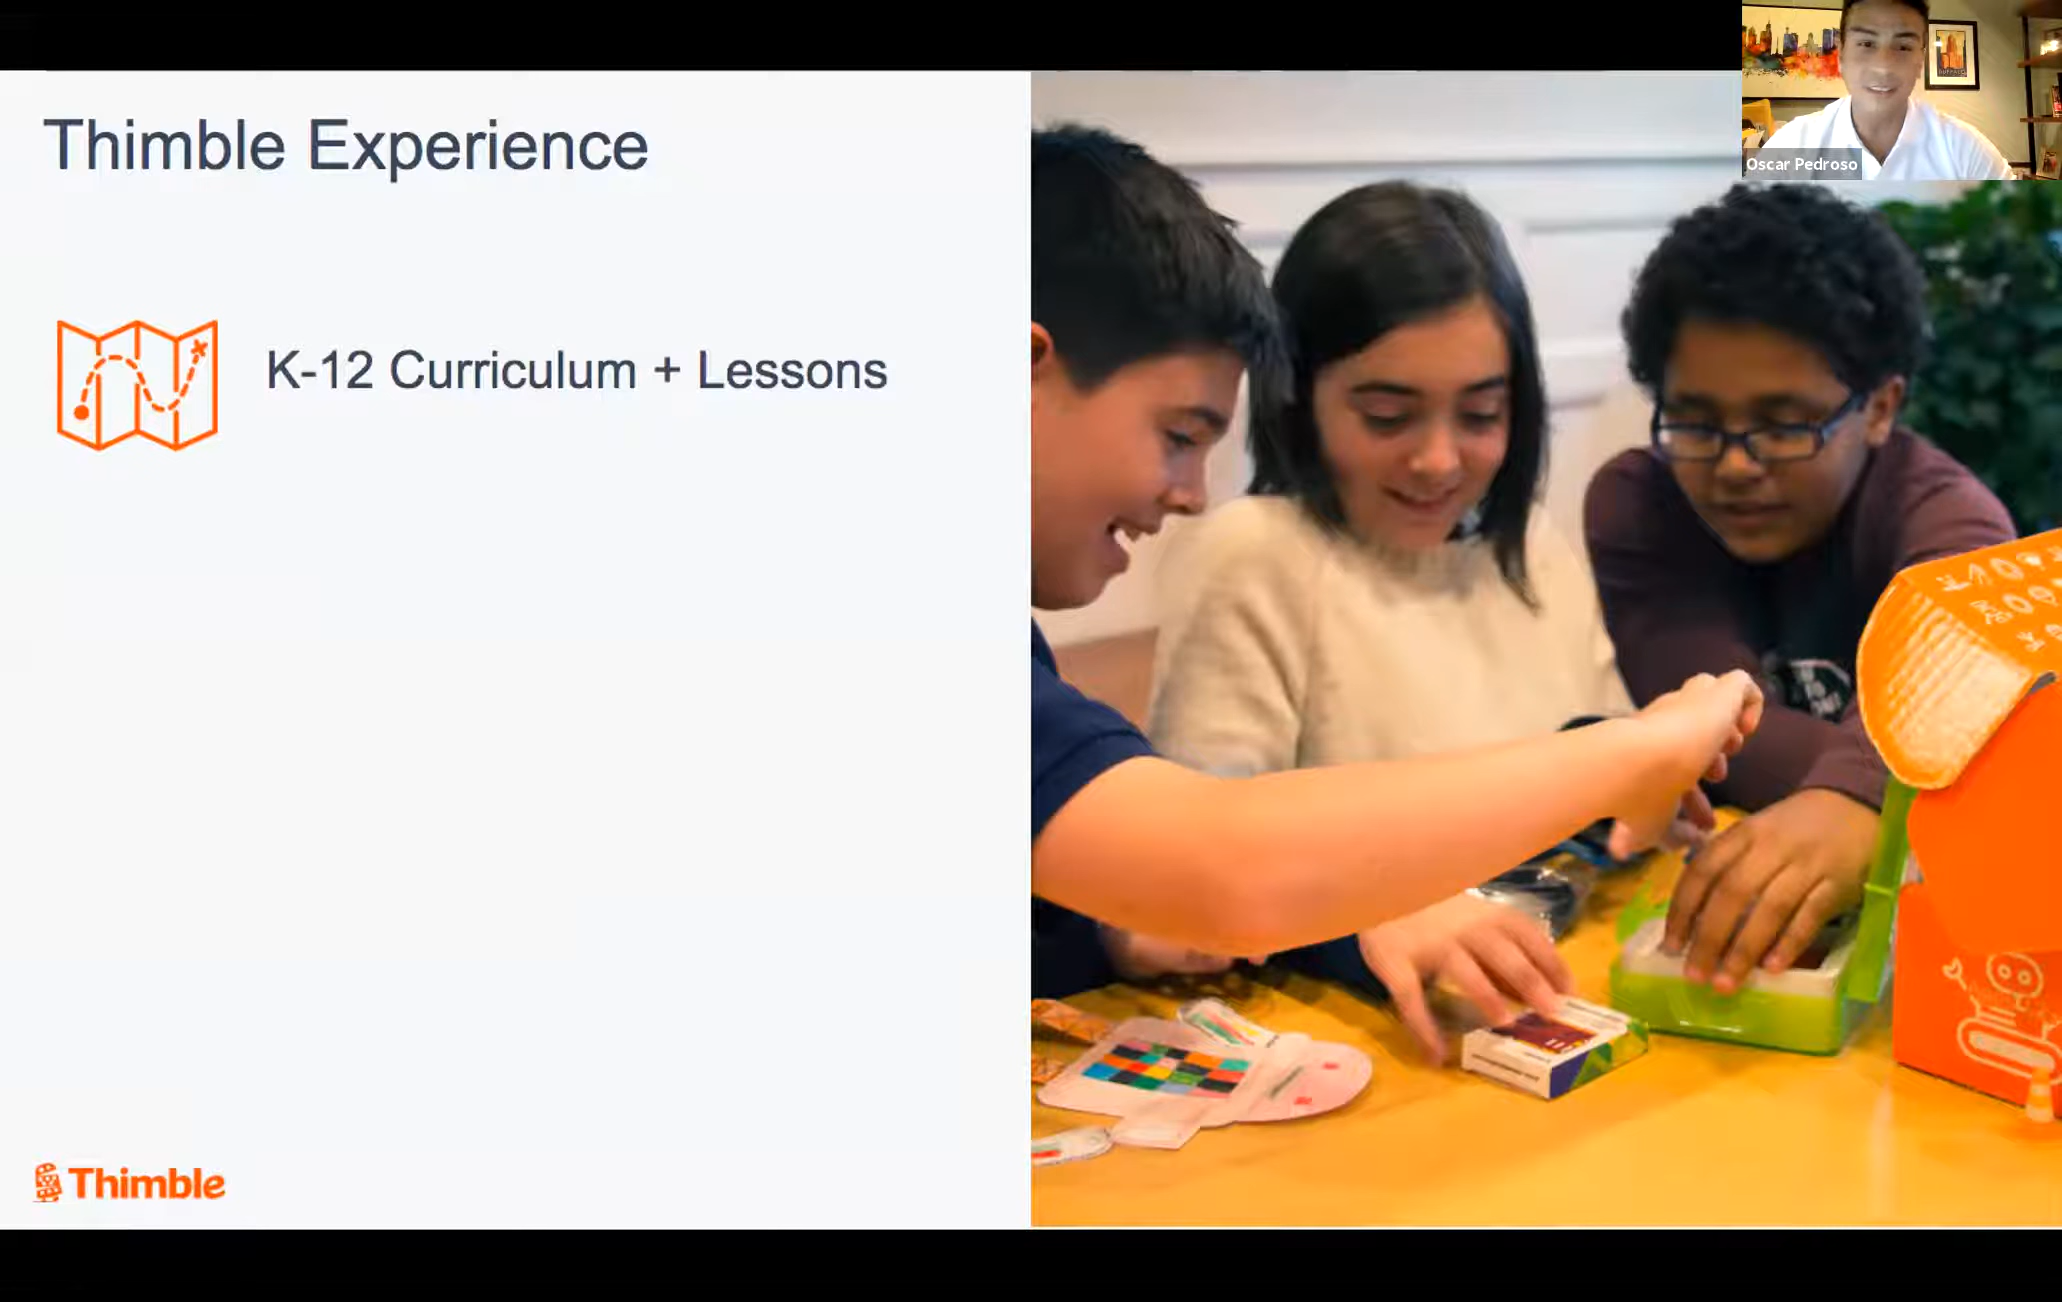 Oscar Pedroso
Thimble Experience
K-12 Curriculum + Lessons
Thimble